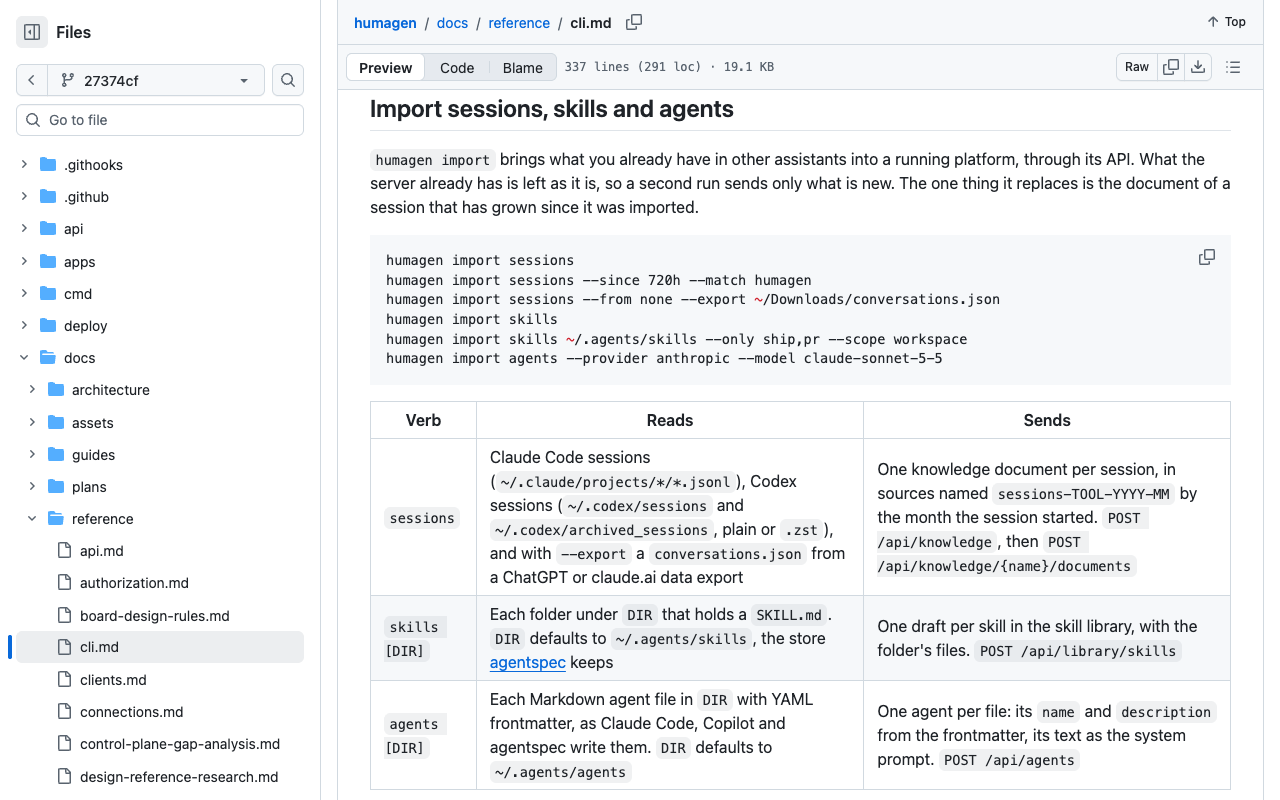 Files
27374cf
Go to file
.githooks
.github
api
apps
cmd
deploy
docs
architecture
assets
guides
plans
reference
api.md
authorization.md
board-design-rules.md
cli.md
clients.md
connections.md
control-plane-gap-analysis.md
design-reference-research.md
humagen / docs / reference / cli.md
Top
Preview Code Blame 337 lines (291 loc) · 19.1 KB
Raw
Import sessions, skills and agents
humagen import brings what you already have in other assistants into a running platform, through its API. What the
server already has is left as it is, so a second run sends only what is new. The one thing it replaces is the document of a
session that has grown since it was imported.
humagen import sessions
humagen import sessions --since 720h --match humagen
humagen import sessions --from none --export ~/Downloads/conversations.json
humagen import skills
humagen import skills ~/.agents/skills --only ship,pr --scope workspace
humagen import agents --provider anthropic --model claude-sonnet-5-5
Verb Reads Sends
sessions
Claude Code sessions
(~/.claude/projects/*/*.jsonl), Codex
sessions (~/.codex/sessions and
~/.codex/archived_sessions, plain or .zst),
and with --export a conversations.json from
a ChatGPT or claude.ai data export
One knowledge document per session, in
sources named sessions-TOOL-YYYY-MM by
the month the session started. POST
/api/knowledge, then POST
/api/knowledge/{name}/documents
skills
[DIR]
Each folder under DIR that holds a SKILL.md.
DIR defaults to ~/.agents/skills, the store
agentspec keeps
One draft per skill in the skill library, with the
folder's files. POST /api/library/skills
agents
[DIR]
Each Markdown agent file in DIR with YAML
frontmatter, as Claude Code, Copilot and
agentspec write them. DIR defaults to
~/.agents/agents
One agent per file: its name and description
from the frontmatter, its text as the system
prompt. POST /api/agents